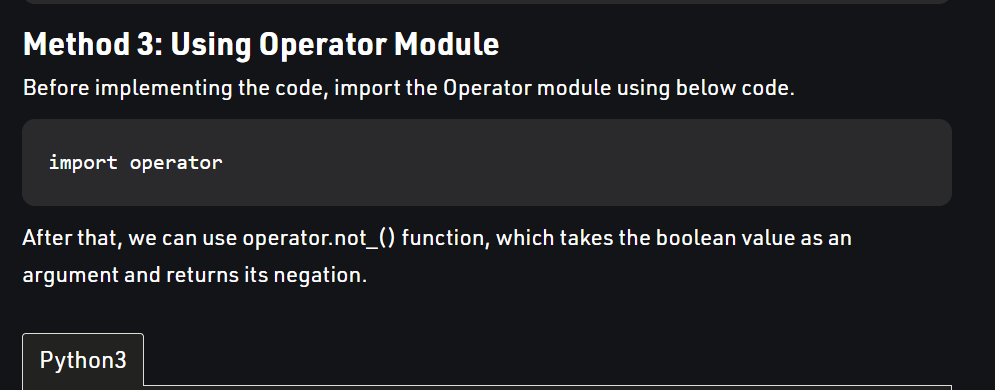 Method 3: Using Operator Module
Before implementing the code, import the Operator module using below code.
import operator
After that, we can use operator.not_() function, which takes the boolean value as an
argument and returns its negation.
Python3